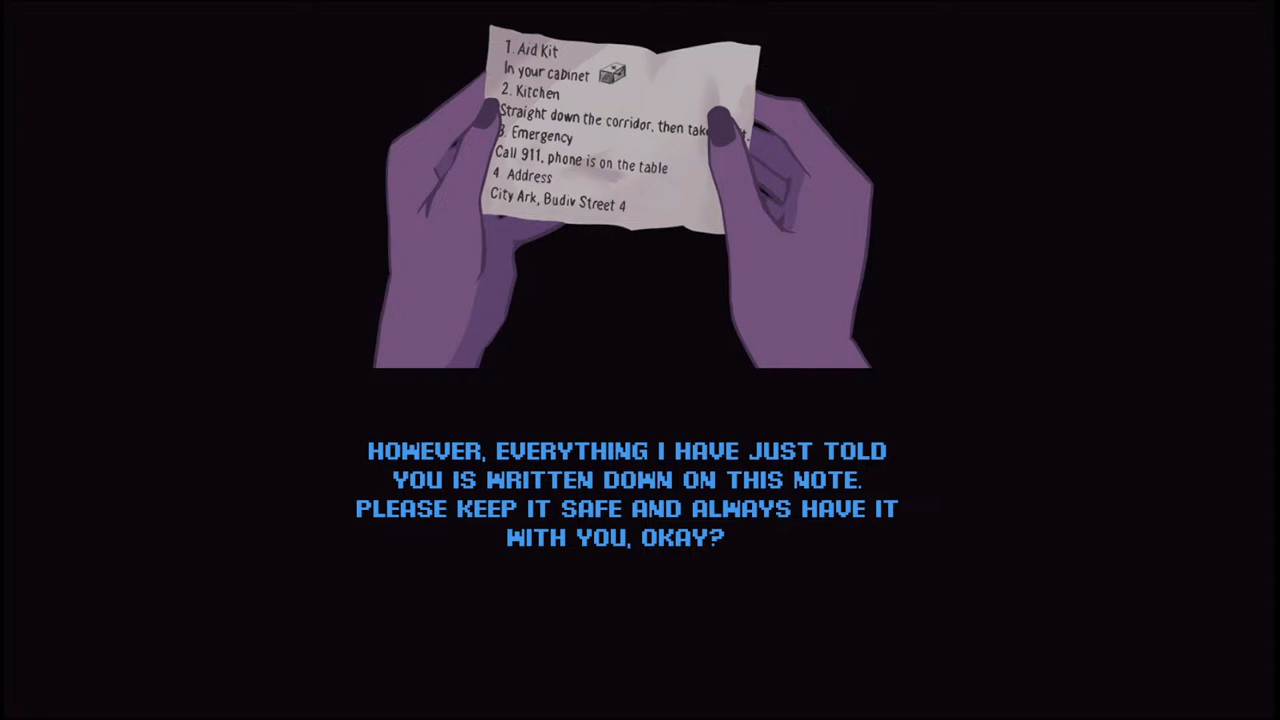 1. Aid Kit
In your cabinet
2. Kitchen
Straight down the corridor, then
3. Emergency
Call 911, phone is on the table
4. Address
City Ark, Budiv Street 4
HOWEVER, EVERYTHING I HAVE JUST TOLD
YOU IS WRITTEN DOWN ON THIS NOTE.
PLEASE KEEP IT SAFE AND ALWAYS HAVE IT
WITH YOU, OKAY?